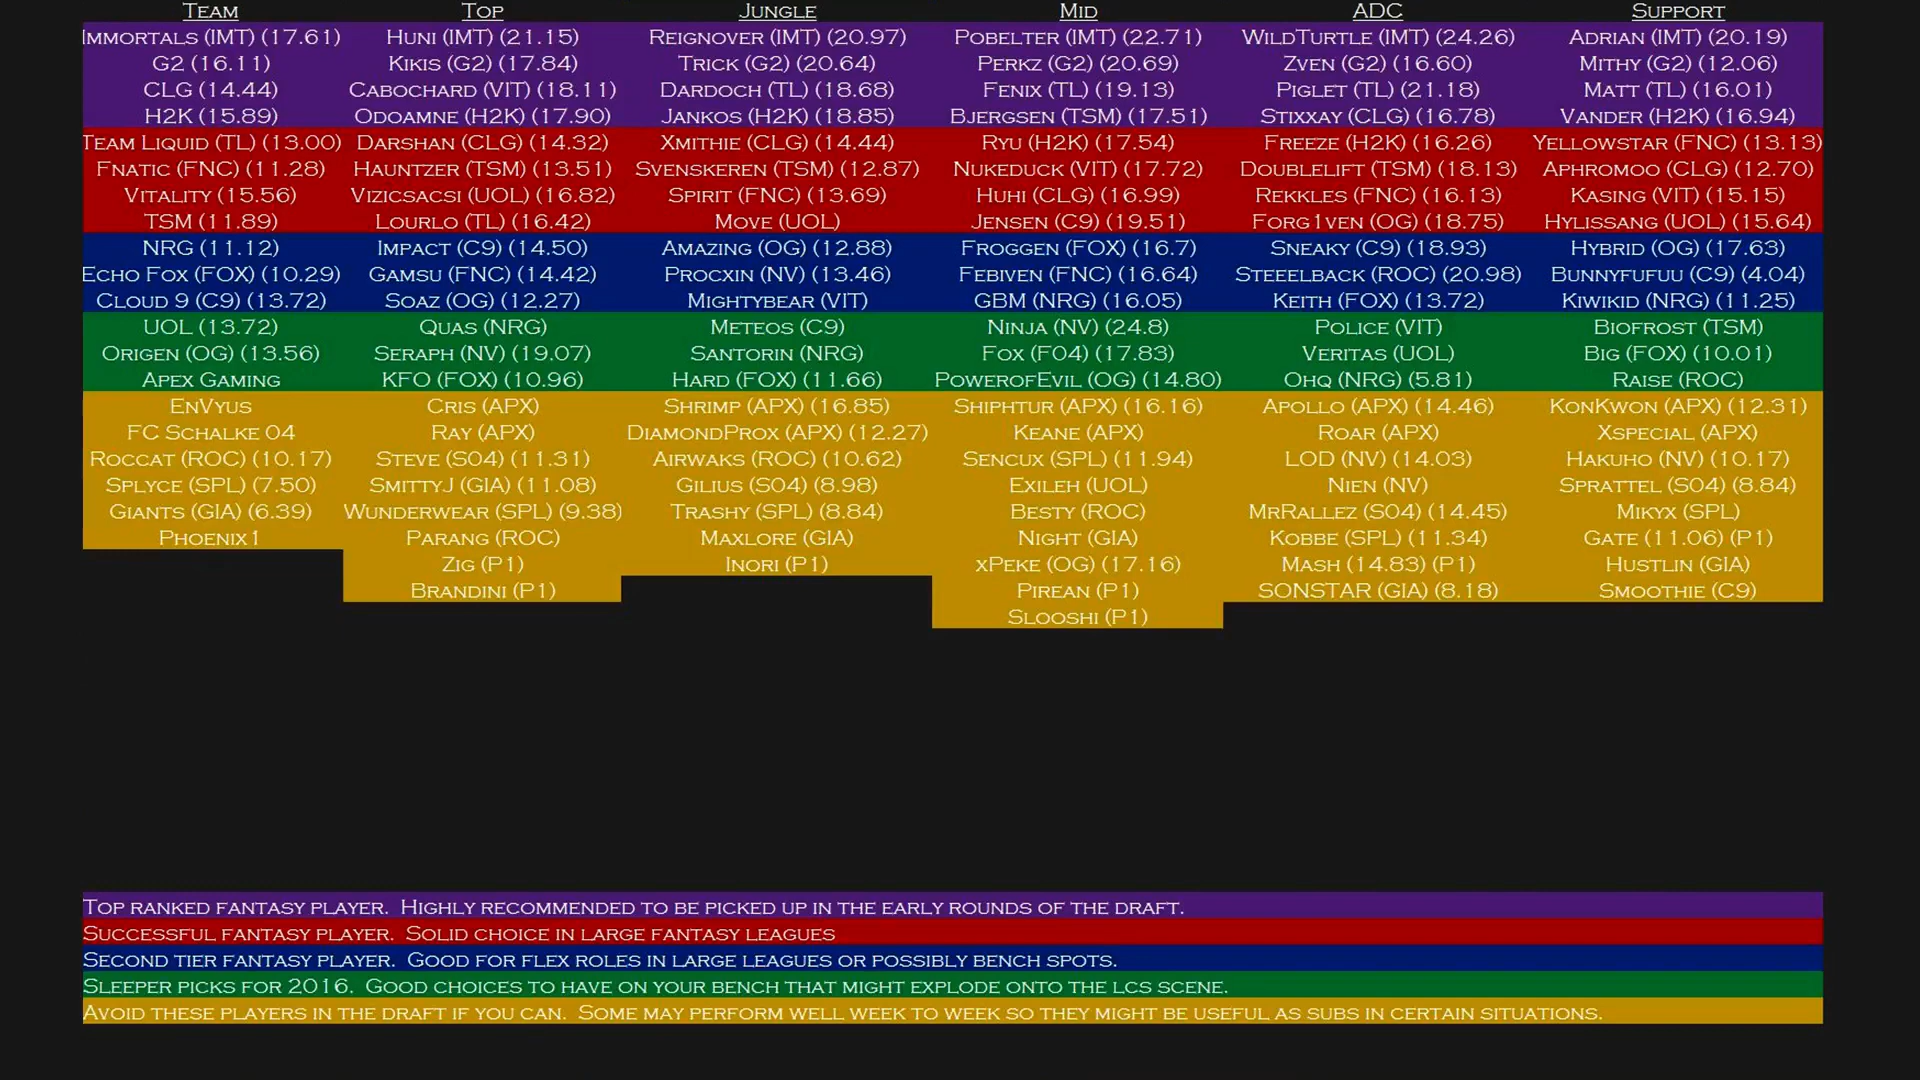 Team Top Jungle Mid ADC Support
Immortals (IMT) (17.61) Huni (IMT) (21.15) Reignover (IMT) (20.97) Pobelter (IMT) (22.71) WildTurtle (IMT) (24.26) Adrian (IMT) (20.19)
G2 (16.11) Kikis (G2) (17.84) Trick (G2) (20.64) Perkz (G2) (20.69) Zven (G2) (16.60) Mithy (G2) (12.06)
CLG (14.44) Cabochard (VIT) (18.11) Dardoch (TL) (18.68) Fenix (TL) (19.13) Piglet (TL) (21.18) Matt (TL) (16.01)
H2K (15.89) Odoamne (H2K) (17.90) Jankos (H2K) (18.85) Bjergsen (TSM) (17.51) Stixxay (CLG) (16.78) Vander (H2K) (16.94)
Team Liquid (TL) (13.00) Darshan (CLG) (14.32) Xmithie (CLG) (14.44) Ryu (H2K) (17.54) Freeze (H2K) (16.26) Yellowstar (FNC) (13.13)
Fnatic (FNC) (11.28) Hauntzer (TSM) (13.51) Svenskeren (TSM) (12.87) Nukeduck (VIT) (17.72) Doublelift (TSM) (18.13) Aphromoo (CLG) (12.70)
Vitality (15.56) Vizicsacsi (UOL) (16.82) Spirit (FNC) (13.69) Huhi (CLG) (16.99) Rekkles (FNC) (16.13) Kasing (VIT) (15.15)
TSM (11.89) Lourlo (TL) (16.42) Move (UOL) Jensen (C9) (19.51) Forg1ven (OG) (18.75) Hylissang (UOL) (15.64)
NRG (11.12) Impact (C9) (14.50) Amazing (OG) (12.88) Froggen (FOX) (16.7) Sneaky (C9) (18.93) Hybrid (OG) (17.63)
Echo Fox (FOX) (10.29) Gamsu (FNC) (14.42) Procxin (NV) (13.46) Febiven (FNC) (16.64) Steeelback (ROC) (20.98) Bunnyfufuu (C9) (4.04)
Cloud 9 (C9) (13.72) Soaz (OG) (12.27) Mightybear (VIT) GBM (NRG) (16.05) Keith (FOX) (13.72) Kiwikid (NRG) (11.25)
UOL (13.72) Quas (NRG) Meteos (C9) Ninja (NV) (24.8) Police (VIT) Biofrost (TSM)
Origen (OG) (13.56) Seraph (NV) (19.07) Santorin (NRG) Fox (F04) (17.83) Veritas (UOL) Big (FOX) (10.01)
Apex Gaming KFO (FOX) (10.96) Hard (FOX) (11.66) PowerofEvil (OG) (14.80) Ohq (NRG) (5.81) Raise (ROC)
EnVyus Cris (APX) Shrimp (APX) (16.85) Shiphtur (APX) (16.16) Apollo (APX) (14.46) KonKwon (APX) (12.31)
FC Schalke 04 Ray (APX) DiamondProx (APX) (12.27) Keane (APX) Roar (APX) Xspecial (APX)
Roccat (ROC) (10.17) Steve (S04) (11.31) Airwaks (ROC) (10.62) Sencux (SPL) (11.94) LOD (NV) (14.03) Hakuho (NV) (10.17)
Splyce (SPL) (7.50) SmittyJ (GIA) (11.08) Gilius (S04) (8.98) Exileh (UOL) Nien (NV) Sprattel (S04) (8.84)
Giants (GIA) (6.39) Wunderwear (SPL) (9.38) Trashy (SPL) (8.84) Besty (ROC) MrRallez (S04) (14.45) Mikyx (SPL)
Phoenix1 Parang (ROC) Maxlore (GIA) Night (GIA) Kobbe (SPL) (11.34) Gate (11.06) (P1)
Zig (P1) Inori (P1) xPeke (OG) (17.16) Mash (14.83) (P1) Hustlin (GIA)
Brandini (P1) Pirean (P1) SONSTAR (GIA) (8.18) Smoothie (C9)
Slooshi (P1)
Top ranked fantasy player. Highly recommended to be picked up in the early rounds of the draft.
Successful fantasy player. Solid choice in large fantasy leagues
Second tier fantasy player. Good for flex roles in large leagues or possibly bench spots.
Sleeper picks for 2016. Good choices to have on your bench that might explode onto the LCS scene.
Avoid these players in the draft if you can. Some may perform well week to week so they might be useful as subs in certain situations.